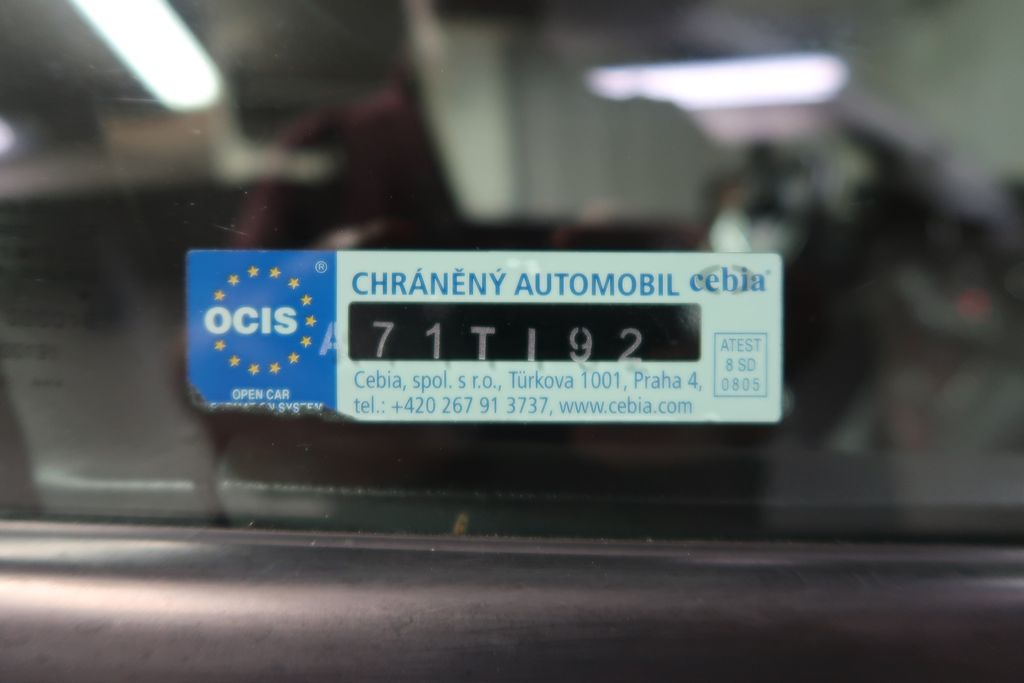 OCIS ®
OPEN CAR
CHRÁNĚNÝ AUTOMOBIL cebia®
A 71TI92
Cebia, spol. s r.o., Türkova 1001, Praha 4,
tel.: +420 267 91 3737, www.cebia.com
ATEST
8 SD
0805